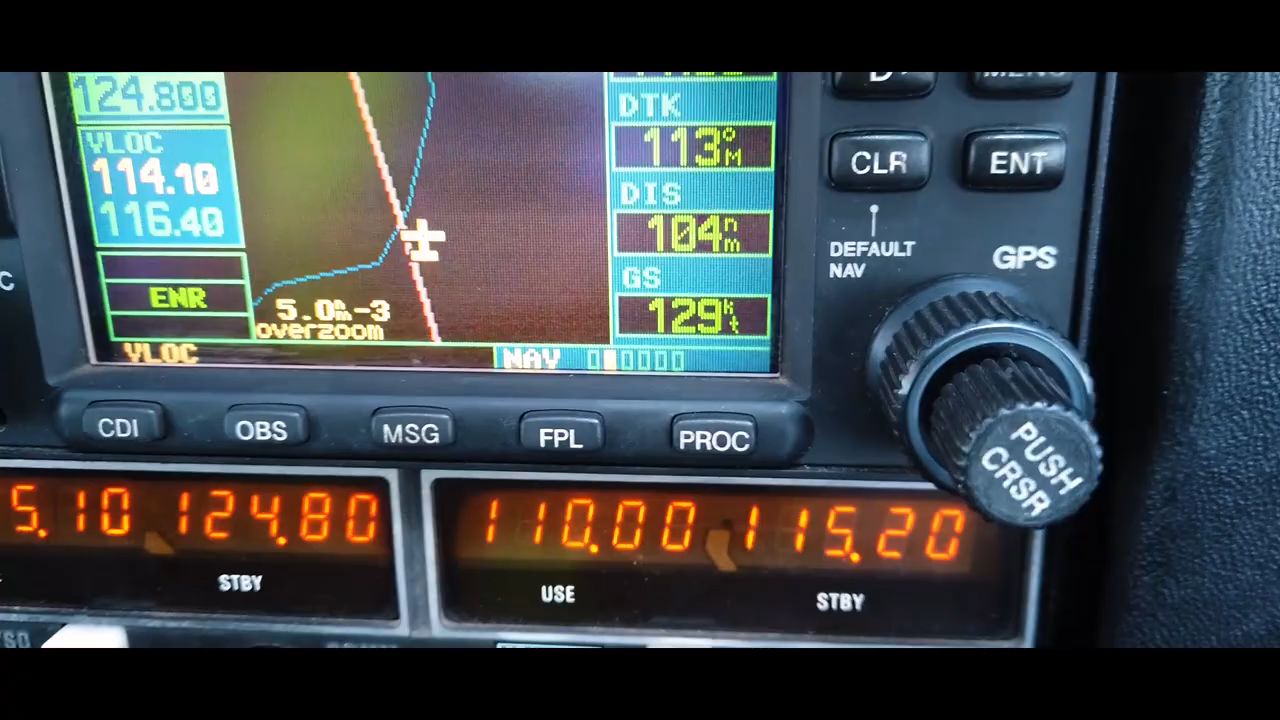 124.800
VLOC
114.10
116.40
ENR
5.0nm-3
overzoom
VLOC
DTK
113°M
DIS
104nm
GS
129kt
NAV
D
MENU
CLR
ENT
DEFAULT
NAV
GPS
PUSH
CRSR
C
CDI
OBS
MSG
FPL
PROC
5.10 124.80
STBY
110.00 115.20
USE
STBY